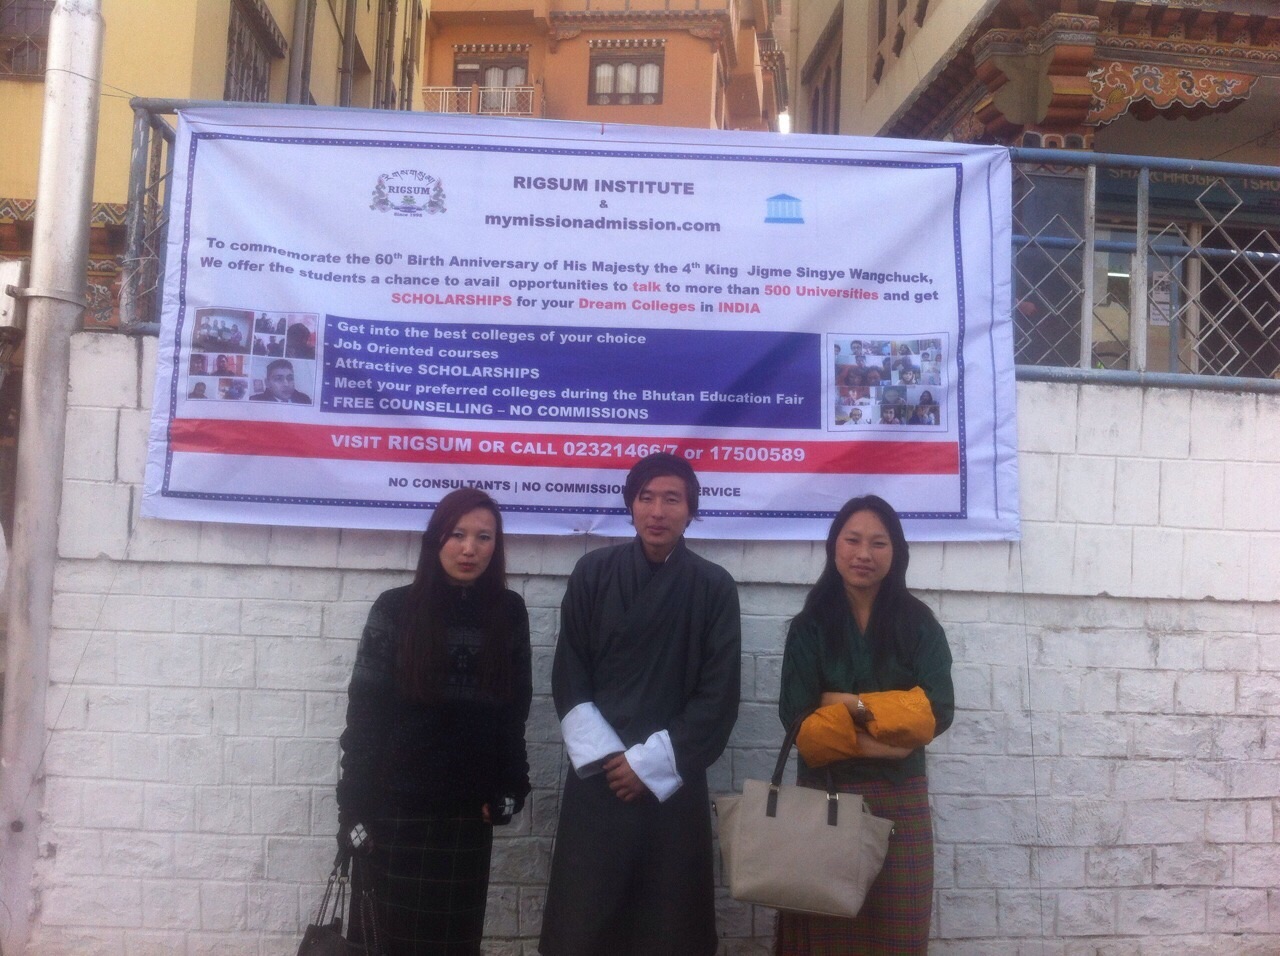 RIGSUM
Since 1998
RIGSUM INSTITUTE
&
mymissionadmission.com
To commemorate the 60th Birth Anniversary of His Majesty the 4th King Jigme Singye Wangchuck,
We offer the students a chance to avail opportunities to talk to more than 500 Universities and get
SCHOLARSHIPS for your Dream Colleges in INDIA
- Get into the best colleges of your choice
- Job Oriented courses
- Attractive SCHOLARSHIPS
- Meet your preferred colleges during the Bhutan Education Fair
- FREE COUNSELLING – NO COMMISSIONS
VISIT RIGSUM OR CALL 02321466/7 or 17500589
NO CONSULTANTS | NO COMMISSIO ERVICE